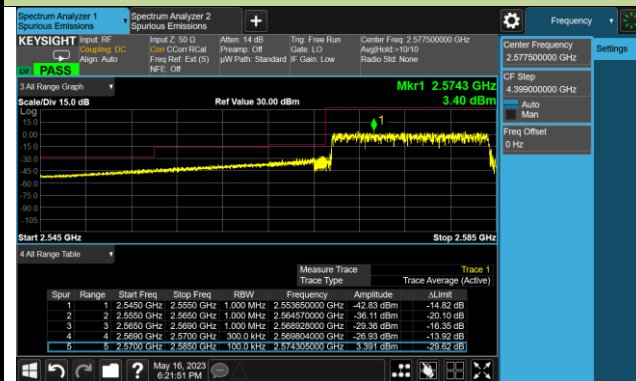 Spectrum Analyzer 1
Spurious Emissions
Spectrum Analyzer 2
Spurious Emissions
+
Frequency
KEYSIGHT
Input: RF
Coupling: DC
Align: Auto
Input Z: 50 Ω
Corr CCorr RCal
Freq Ref: Ext (S)
NFE: Off
Atten: 14 dB
Preamp: Off
µW Path: Standard
Trig: Free Run
Gate: LO
IF Gain: Low
Center Freq: 2.577500000 GHz
Avg|Hold:>10/10
Radio Std: None
PASS
Center Frequency
2.577500000 GHz
Settings
CF Step
4.399000000 GHz
Auto
Man
Freq Offset
0 Hz
3 All Range Graph
Mkr1 2.5743 GHz
3.40 dBm
Scale/Div 15.0 dB
Ref Value 30.00 dBm
Log
15.0
0.00
-15.0
-30.0
-45.0
-60.0
-75.0
-90.0
-105
1
Start 2.545 GHz
Stop 2.585 GHz
4 All Range Table
Measure Trace Trace 1
Trace Type Trace Average (Active)
Spur Range Start Freq Stop Freq RBW Frequency Amplitude ΔLimit
1 1 2.5450 GHz 2.5550 GHz 1.000 MHz 2.553650000 GHz -42.83 dBm -14.82 dB
2 2 2.5550 GHz 2.5650 GHz 1.000 MHz 2.564570000 GHz -36.11 dBm -20.10 dB
3 3 2.5650 GHz 2.5690 GHz 1.000 MHz 2.568928000 GHz -29.36 dBm -16.35 dB
4 4 2.5690 GHz 2.5700 GHz 300.0 kHz 2.569804000 GHz -26.93 dBm -13.92 dB
5 5 2.5700 GHz 2.5850 GHz 100.0 kHz 2.574305000 GHz 3.391 dBm -29.62 dB
May 16, 2023
6:21:51 PM